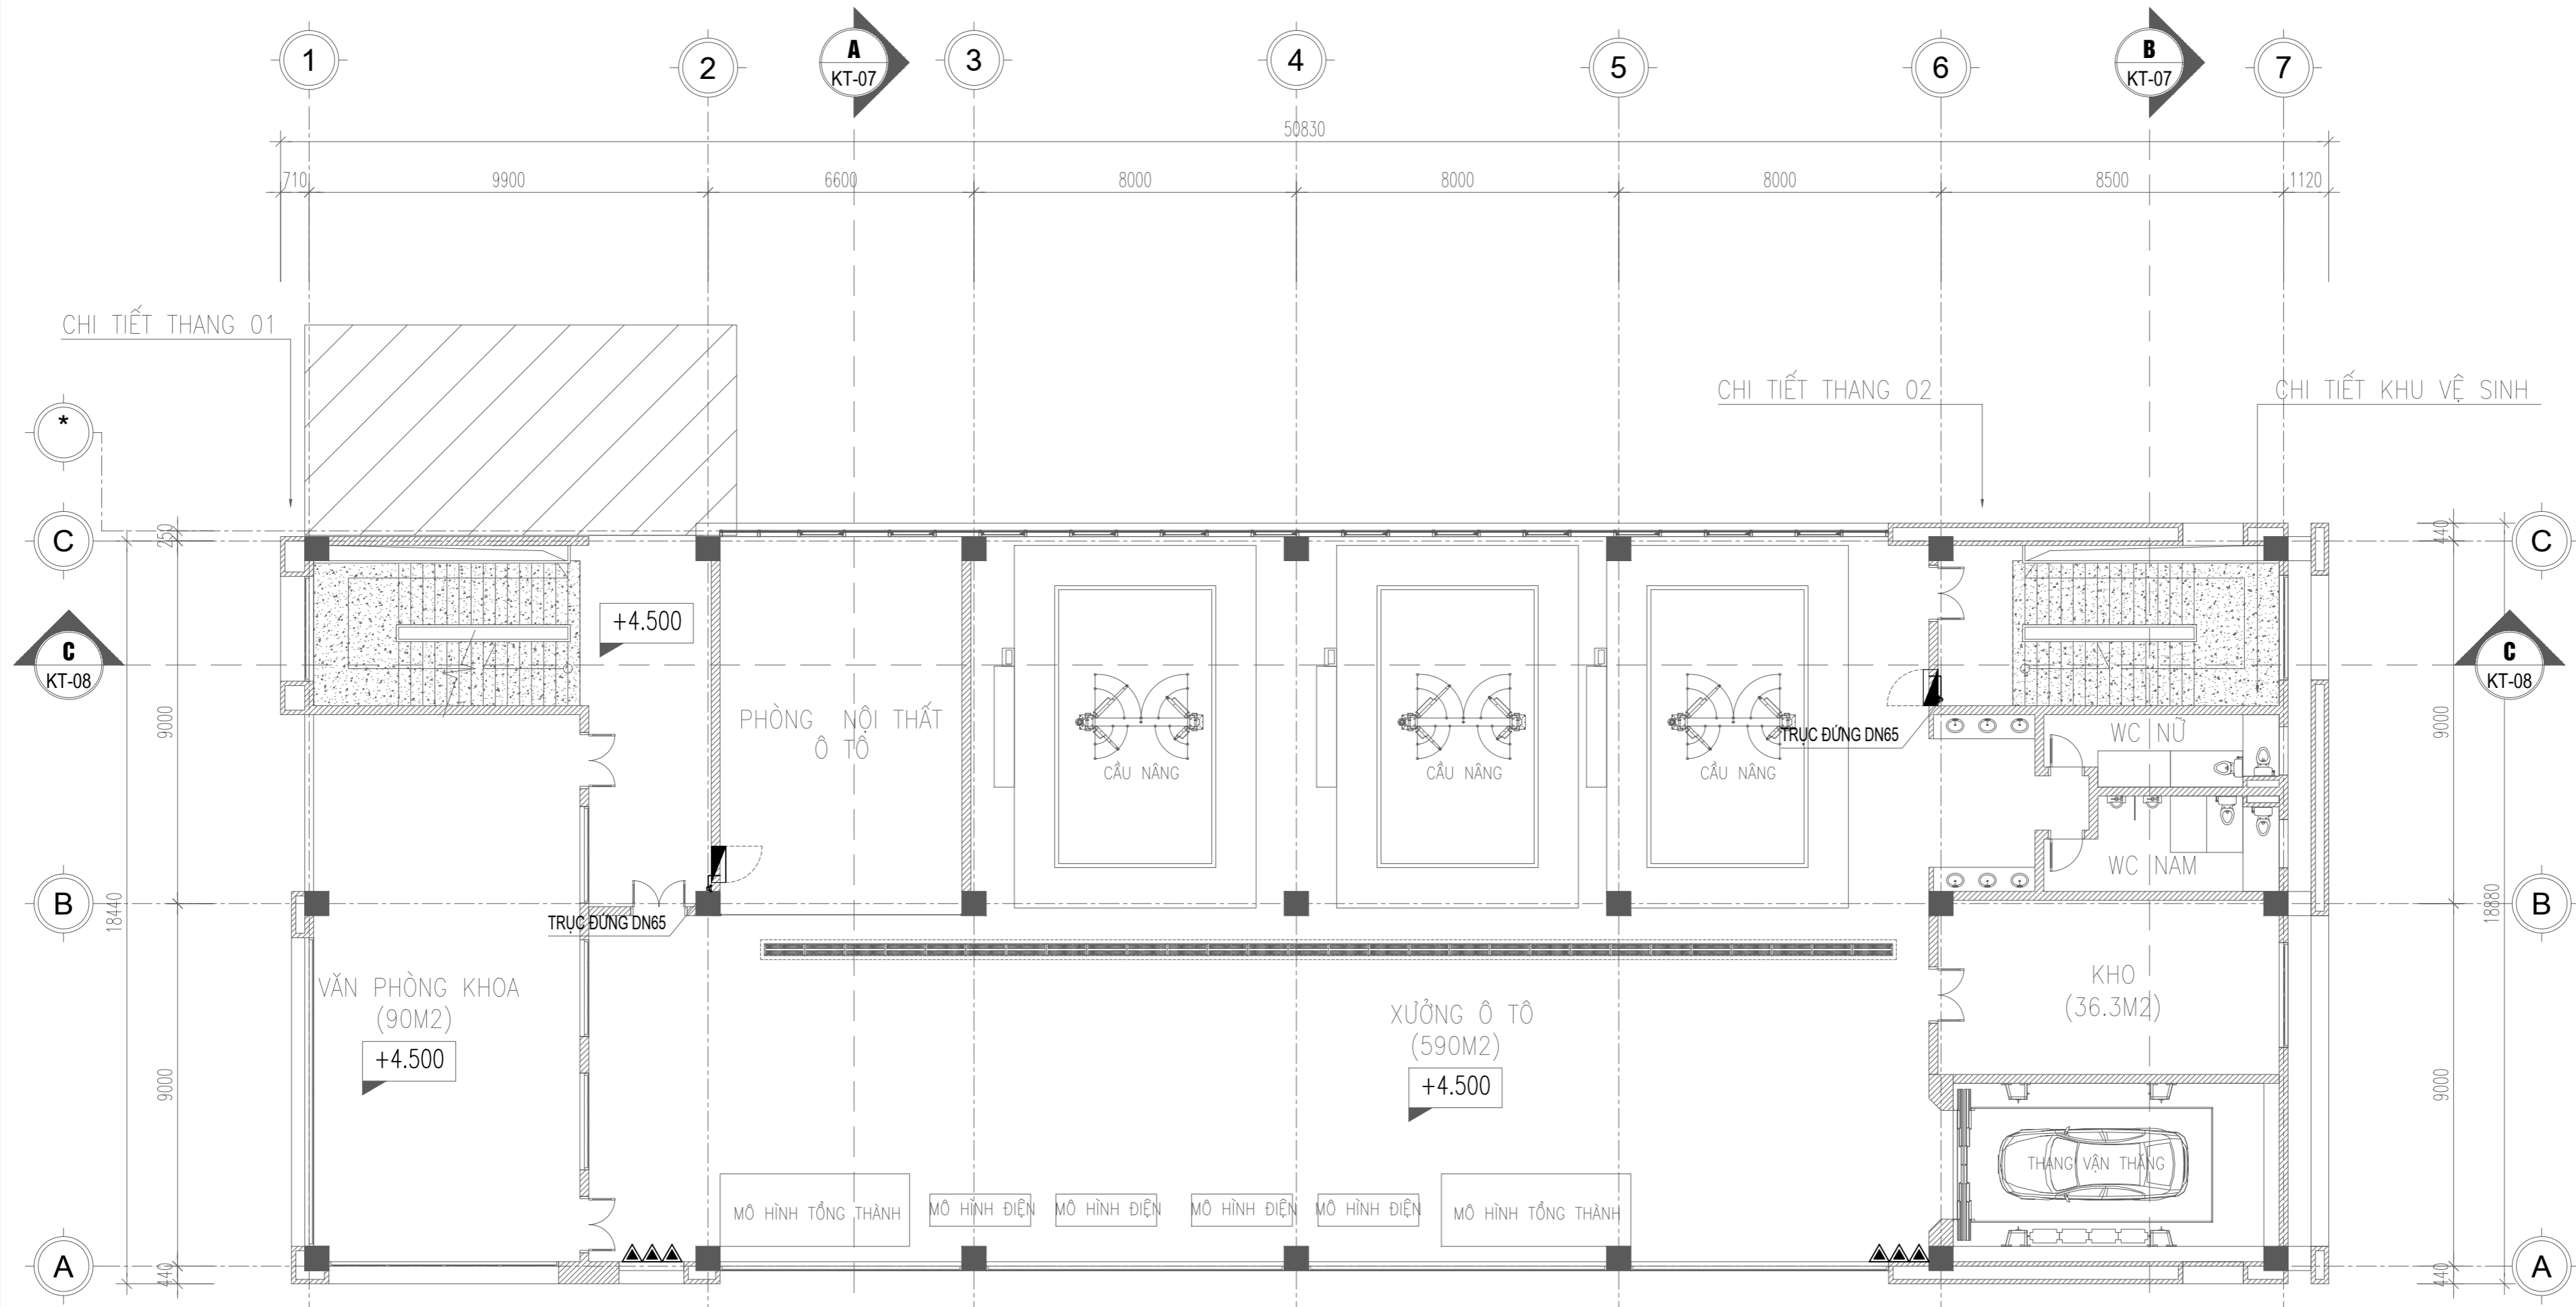 1
2
A
KT-07
3
4
5
6
B
KT-07
7
50830
710
9900
6600
8000
8000
8000
8500
1120
CHI TIẾT THANG 01
CHI TIẾT THANG 02
CHI TIẾT KHU VỆ SINH
*
C
250
440
C
+4.500
C
KT-08
C
KT-08
9000
9000
PHÒNG NỘI THẤT
Ô TÔ
TRỤC ĐỨNG DN65
WC NỮ
CẦU NÂNG
CẦU NÂNG
CẦU NÂNG
WC NAM
B
18440
18880
B
TRỤC ĐỨNG DN65
VĂN PHÒNG KHOA
(90M2)
+4.500
XƯỞNG Ô TÔ
(590M2)
+4.500
KHO
(36.3M2)
9000
9000
THANG VẬN THĂNG
MÔ HÌNH TỔNG THÀNH
MÔ HÌNH ĐIỆN
MÔ HÌNH ĐIỆN
MÔ HÌNH ĐIỆN
MÔ HÌNH ĐIỆN
MÔ HÌNH TỔNG THÀNH
A
440
440
A